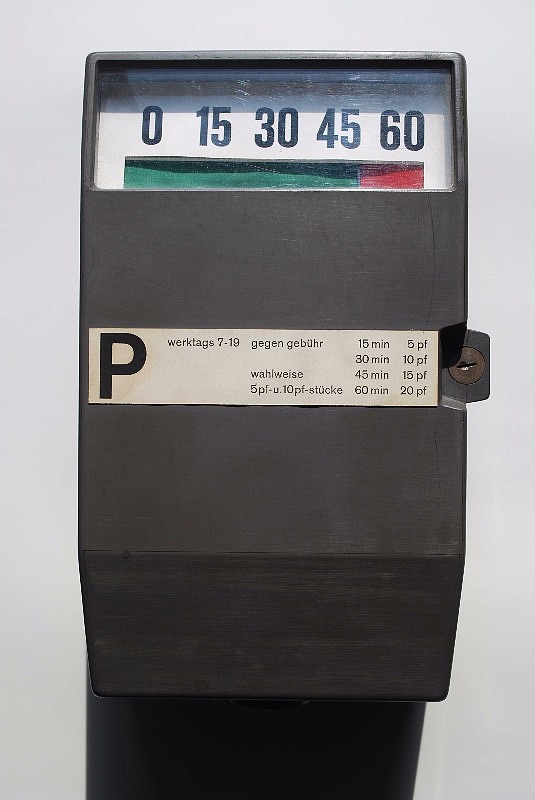 0 15 30 45 60
P werktags 7-19 gegen gebühr 15 min 5 pf
30 min 10 pf
wahlweise 45 min 15 pf
5pf-u.10pf-stücke 60 min 20 pf